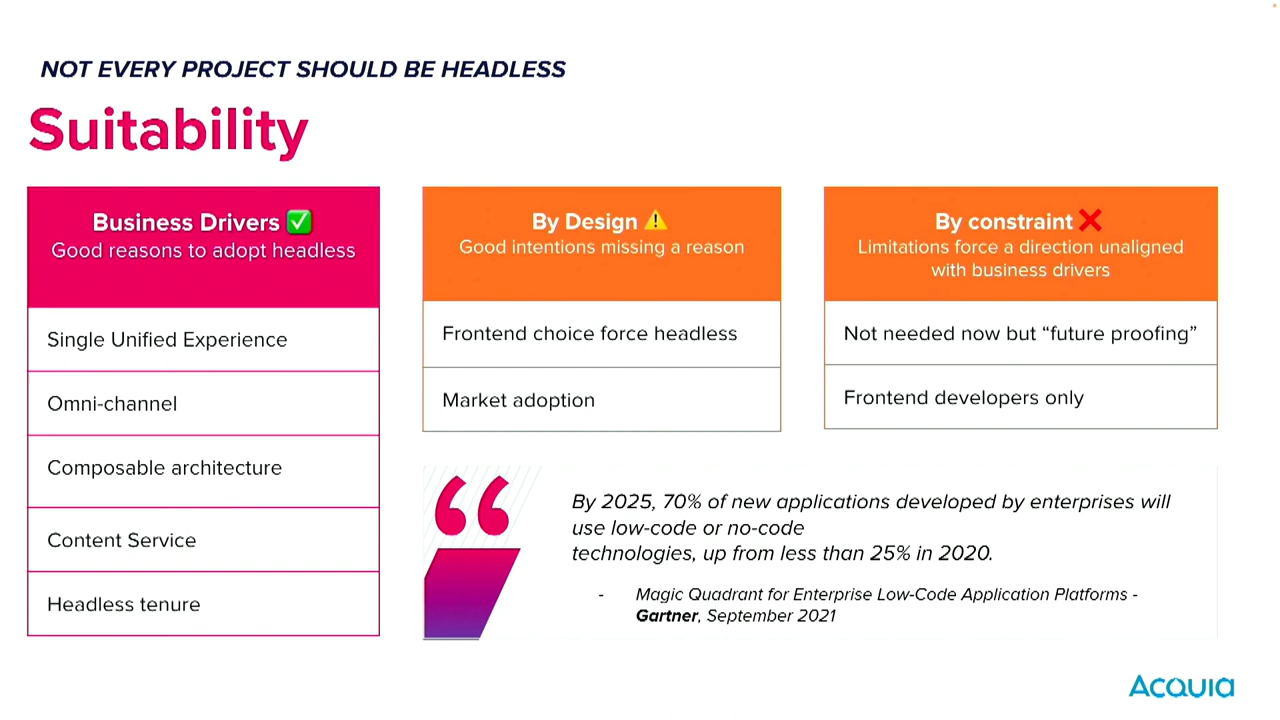 NOT EVERY PROJECT SHOULD BE HEADLESS
Suitability
Business Drivers ✅
Good reasons to adopt headless
Single Unified Experience
Omni-channel
Composable architecture
Content Service
Headless tenure
By Design ⚠️
Good intentions missing a reason
Frontend choice force headless
Market adoption
By constraint ❌
Limitations force a direction unaligned
with business drivers
Not needed now but “future proofing”
Frontend developers only
By 2025, 70% of new applications developed by enterprises will
use low-code or no-code
technologies, up from less than 25% in 2020.
- Magic Quadrant for Enterprise Low-Code Application Platforms -
Gartner, September 2021
Acquia